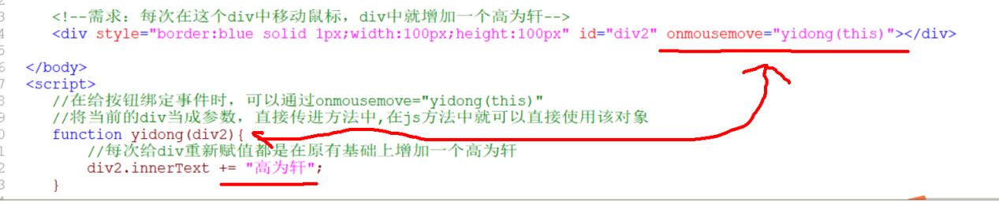 <!--需求：每次在这个div中移动鼠标，div中就增加一个高为轩-->
<div style="border:blue solid 1px;width:100px;height:100px" id="div2" onmousemove="yidong(this)"></div>
</body>
<script>
//在给按钮绑定事件时，可以通过onmousemove="yidong(this)"
//将当前的div当成参数，直接传进方法中,在js方法中就可以直接使用该对象
function yidong(div2){
//每次给div重新赋值都是在原有基础上增加一个高为轩
div2.innerText += "高为轩";
}